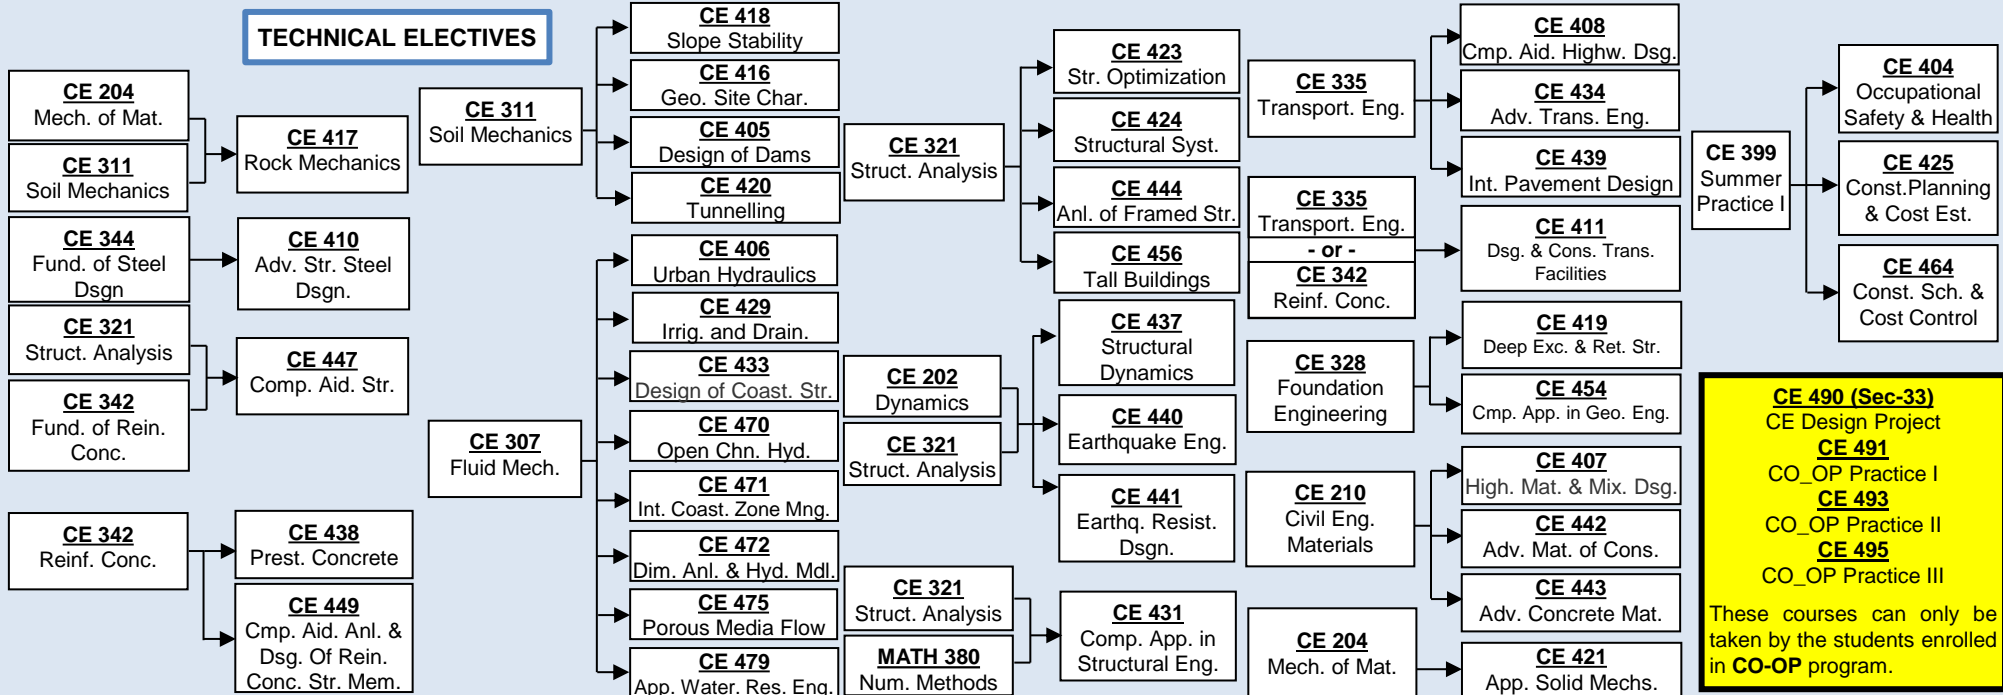 TECHNICAL ELECTIVES
CE 204
Mech. of Mat.
CE 311
Soil Mechanics
CE 417
Rock Mechanics
CE 344
Fund. of Steel
Dsgn
CE 410
Adv. Str. Steel
Dsgn.
CE 321
Struct. Analysis
CE 342
Fund. of Rein.
Conc.
CE 447
Comp. Aid. Str.
CE 342
Reinf. Conc.
CE 438
Prest. Concrete
CE 449
Cmp. Aid. Anl. &
Dsg. Of Rein.
Conc. Str. Mem.
CE 311
Soil Mechanics
CE 418
Slope Stability
CE 416
Geo. Site Char.
CE 405
Design of Dams
CE 420
Tunnelling
CE 307
Fluid Mech.
CE 406
Urban Hydraulics
CE 429
Irrig. and Drain.
CE 433
Design of Coast. Str.
CE 470
Open Chn. Hyd.
CE 471
Int. Coast. Zone Mng.
CE 472
Dim. Anl. & Hyd. Mdl.
CE 475
Porous Media Flow
CE 479
App. Water. Res. Eng.
CE 321
Struct. Analysis
CE 423
Str. Optimization
CE 424
Structural Syst.
CE 444
Anl. of Framed Str.
CE 456
Tall Buildings
CE 202
Dynamics
CE 321
Struct. Analysis
CE 437
Structural
Dynamics
CE 440
Earthquake Eng.
CE 441
Earthq. Resist.
Dsgn.
CE 321
Struct. Analysis
MATH 380
Num. Methods
CE 431
Comp. App. in
Structural Eng.
CE 335
Transport. Eng.
CE 408
Cmp. Aid. Highw. Dsg.
CE 434
Adv. Trans. Eng.
CE 439
Int. Pavement Design
CE 335
Transport. Eng.
- or -
CE 342
Reinf. Conc.
CE 411
Dsg. & Cons. Trans.
Facilities
CE 328
Foundation
Engineering
CE 419
Deep Exc. & Ret. Str.
CE 454
Cmp. App. in Geo. Eng.
CE 210
Civil Eng.
Materials
CE 407
High. Mat. & Mix. Dsg.
CE 442
Adv. Mat. of Cons.
CE 443
Adv. Concrete Mat.
CE 204
Mech. of Mat.
CE 421
App. Solid Mechs.
CE 399
Summer
Practice I
CE 404
Occupational
Safety & Health
CE 425
Const.Planning
& Cost Est.
CE 464
Const. Sch. &
Cost Control
CE 490 (Sec-33)
CE Design Project
CE 491
CO_OP Practice I
CE 493
CO_OP Practice II
CE 495
CO_OP Practice III
These courses can only be
taken by the students enrolled
in CO-OP program.